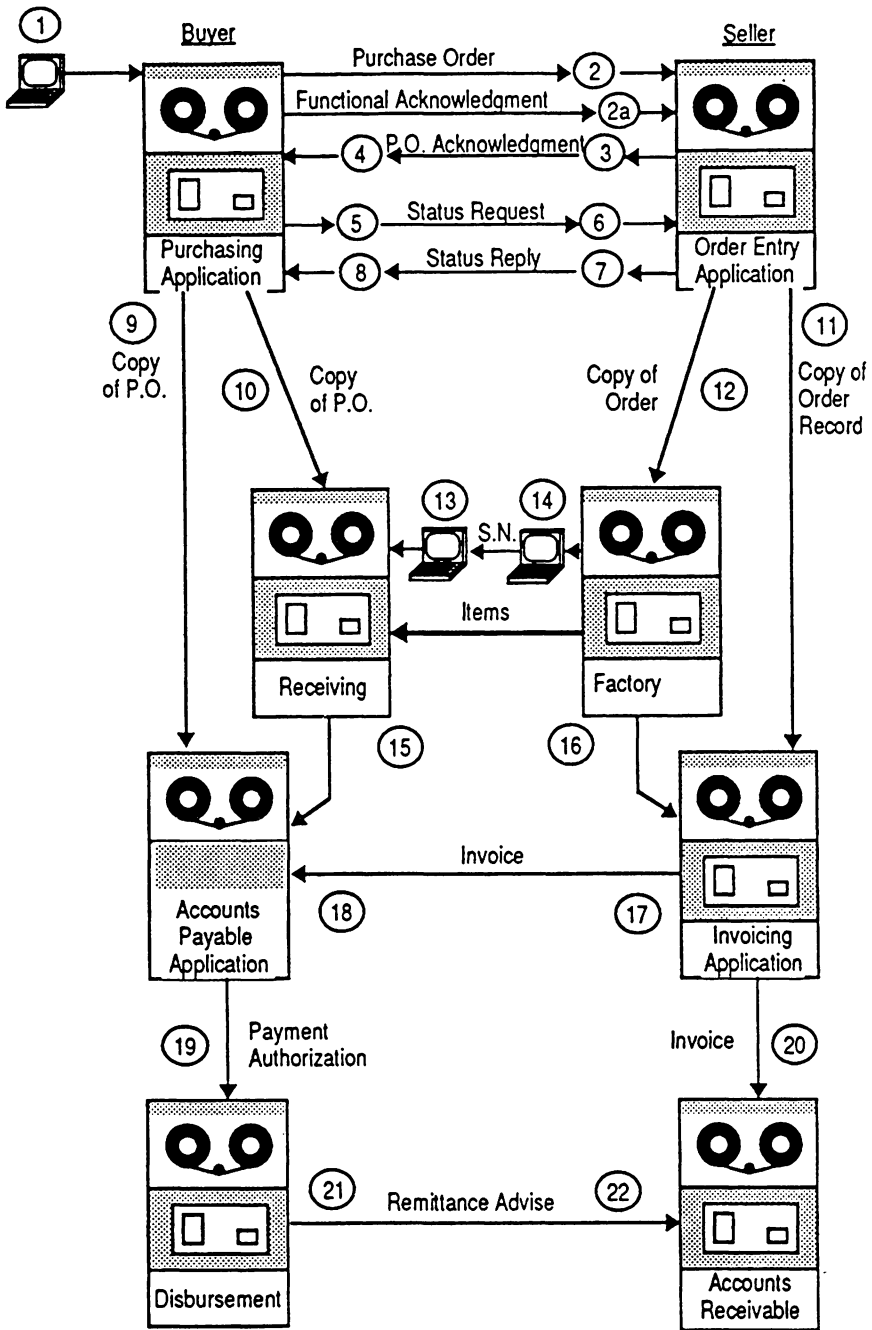 1
Buyer
Seller
Purchase Order
2
Functional Acknowledgment
2a
4
P.O. Acknowledgment
3
5
Status Request
6
Purchasing
Application
8
Status Reply
7
Order Entry
Application
9
Copy
of P.O.
10
Copy
of P.O.
Copy of
Order
12
11
Copy of
Order
Record
13
S.N.
14
Items
Receiving
Factory
15
16
Invoice
Accounts
Payable
Application
18
17
Invoicing
Application
19
Payment
Authorization
Invoice
20
21
Remittance Advise
22
Disbursement
Accounts
Receivable